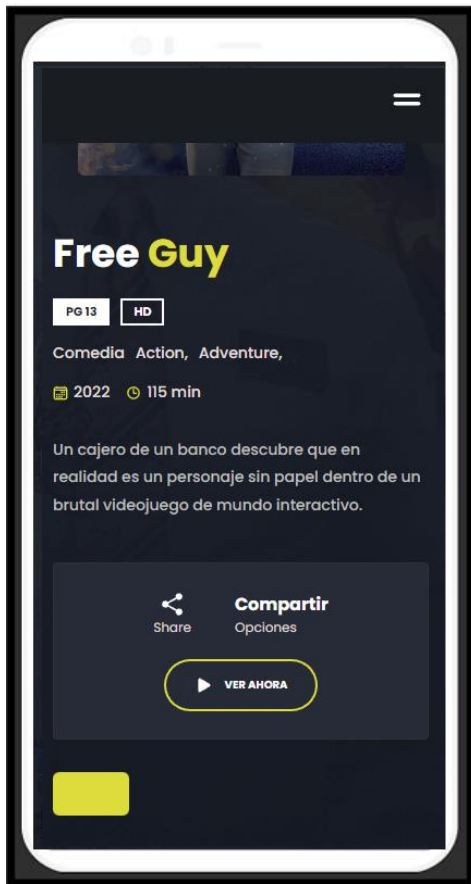 Free Guy
PG 13 HD
Comedia Action, Adventure,
2022 115 min
Un cajero de un banco descubre que en
realidad es un personaje sin papel dentro de un
brutal videojuego de mundo interactivo.
Share
Compartir
Opciones
VER AHORA